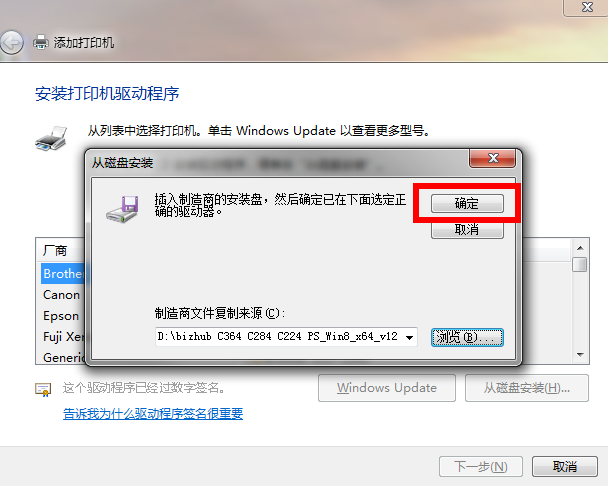 添加打印机
安装打印机驱动程序
从列表中选择打印机。单击 Windows Update 以查看更多型号。
从磁盘安装
插入制造商的安装盘，然后确定已在下面选定正
确的驱动器。
确定
取消
厂商
Brother
Canon
Epson
Fuji Xer
Generic
制造商文件复制来源(C):
D:\bizhub C364 C284 C224 PS_Win8_x64_v12
浏览(B)...
这个驱动程序已经过数字签名。
Windows Update
从磁盘安装(H)...
告诉我为什么驱动程序签名很重要
下一步(N)
取消